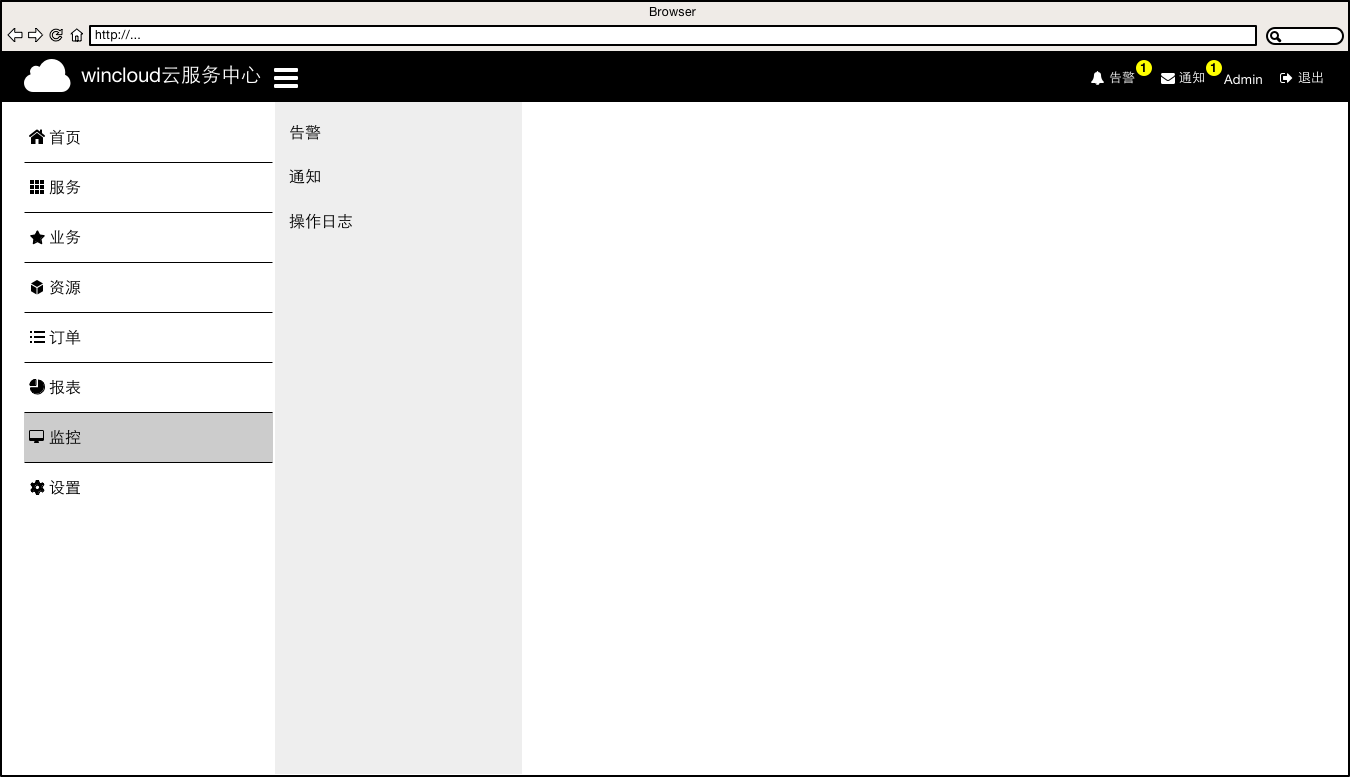 Browser
http://...
wincloud云服务中心
告警 1 通知 1 Admin 退出
首页
服务
业务
资源
订单
报表
监控
设置
告警
通知
操作日志